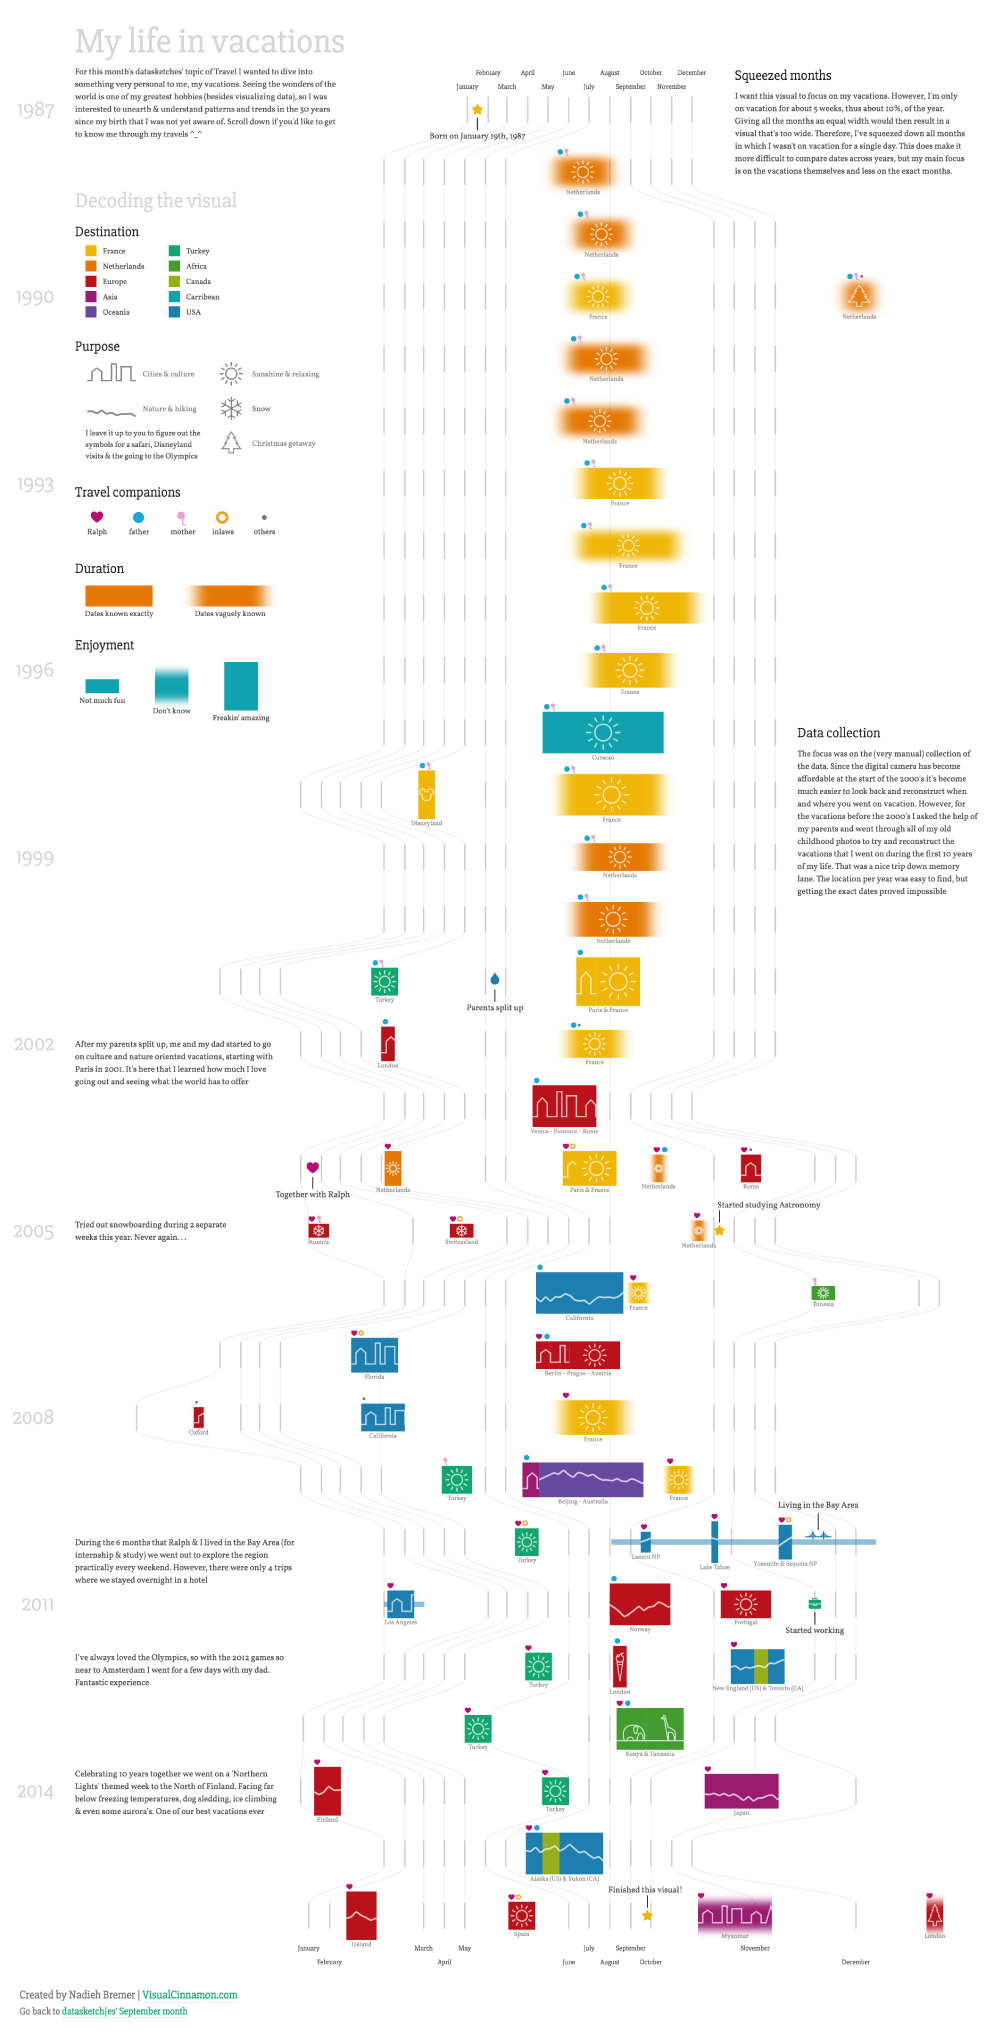 My life in vacations
For this month's datasketches' topic of Travel I wanted to dive into
something very personal to me, my vacations. Seeing the wonders of the
world is one of my greatest hobbies (besides visualizing data), so I was
interested to unearth & understand patterns and trends in the 30 years
since my birth that I was not yet aware of. Scroll down if you'd like to get
to know me through my travels ^_^
February April June August October December
January March May July September November
Squeezed months
I want this visual to focus on my vacations. However, I'm only
on vacation for about 5 weeks, thus about 10%, of the year.
Giving all the months an equal width would then result in a
visual that's too wide. Therefore, I've squeezed down all months
in which I wasn't on vacation for a single day. This does make it
more difficult to compare dates across years, but my main focus
is on the vacations themselves and less on the exact months.
1987
Born on January 19th, 1987
Netherlands
Decoding the visual
Destination
France Turkey
Netherlands Africa
Europe Canada
Asia Carribean
Oceania USA
Netherlands
1990
France
Netherlands
Purpose
Cities & culture Sunshine & relaxing
Nature & hiking Snow
I leave it up to you to figure out the
symbols for a safari, Disneyland
visits & the going to the Olympics
Christmas getaway
Netherlands
Netherlands
1993
Travel companions
Ralph father mother inlaws others
France
Duration
Dates known exactly Dates vaguely known
France
France
Enjoyment
Not much fun
Don't know
Freakin' amazing
1996
France
Curacao
Data collection
The focus was on the (very manual) collection of
the data. Since the digital camera has become
affordable at the start of the 2000's it's become
much easier to look back and reconstruct when
and where you went on vacation. However, for
the vacations before the 2000's I asked the help of
my parents and went through all of my old
childhood photos to try and reconstruct the
vacations that I went on during the first 10 years
of my life. That was a nice trip down memory
lane. The location per year was easy to find, but
getting the exact dates proved impossible
Disneyland
France
1999
Netherlands
Netherlands
Turkey
Parents split up
Paris & France
2002
After my parents split up, me and my dad started to go
on culture and nature oriented vacations, starting with
Paris in 2001. It's here that I learned how much I love
going out and seeing what the world has to offer
London
France
Venice - Florence - Rome
Together with Ralph
Netherlands
Paris & France
Netherlands
Rome
2005
Tried out snowboarding during 2 separate
weeks this year. Never again...
Austria
Switzerland
Netherlands
Started studying Astronomy
California
France
Tunesia
Florida
Berlin - Prague - Austria
2008
Oxford
California
France
Turkey
Beijing - Australia
France
Living in the Bay Area
During the 6 months that Ralph & I lived in the Bay Area (for
internship & study) we went out to explore the region
practically every weekend. However, there were only 4 trips
where we stayed overnight in a hotel
Turkey
Lassen NP
Lake Tahoe
Yosemite & Sequoia NP
2011
Los Angeles
Norway
Portugal
Started working
I've always loved the Olympics, so with the 2012 games so
near to Amsterdam I went for a few days with my dad.
Fantastic experience
Turkey
London
New England (US) & Toronto (CA)
Turkey
Kenya & Tanzania
2014
Celebrating 10 years together we went on a 'Northern
Lights' themed week to the North of Finland. Facing far
below freezing temperatures, dog sledding, ice climbing
& even some aurora's. One of our best vacations ever
Finland
Turkey
Japan
Alaska (US) & Yukon (CA)
Iceland
Spain
Finished this visual!
Myanmar
London
January March May July September November
February April June August October December
Created by Nadieh Bremer | VisualCinnamon.com
Go back to datasketch|es' September month